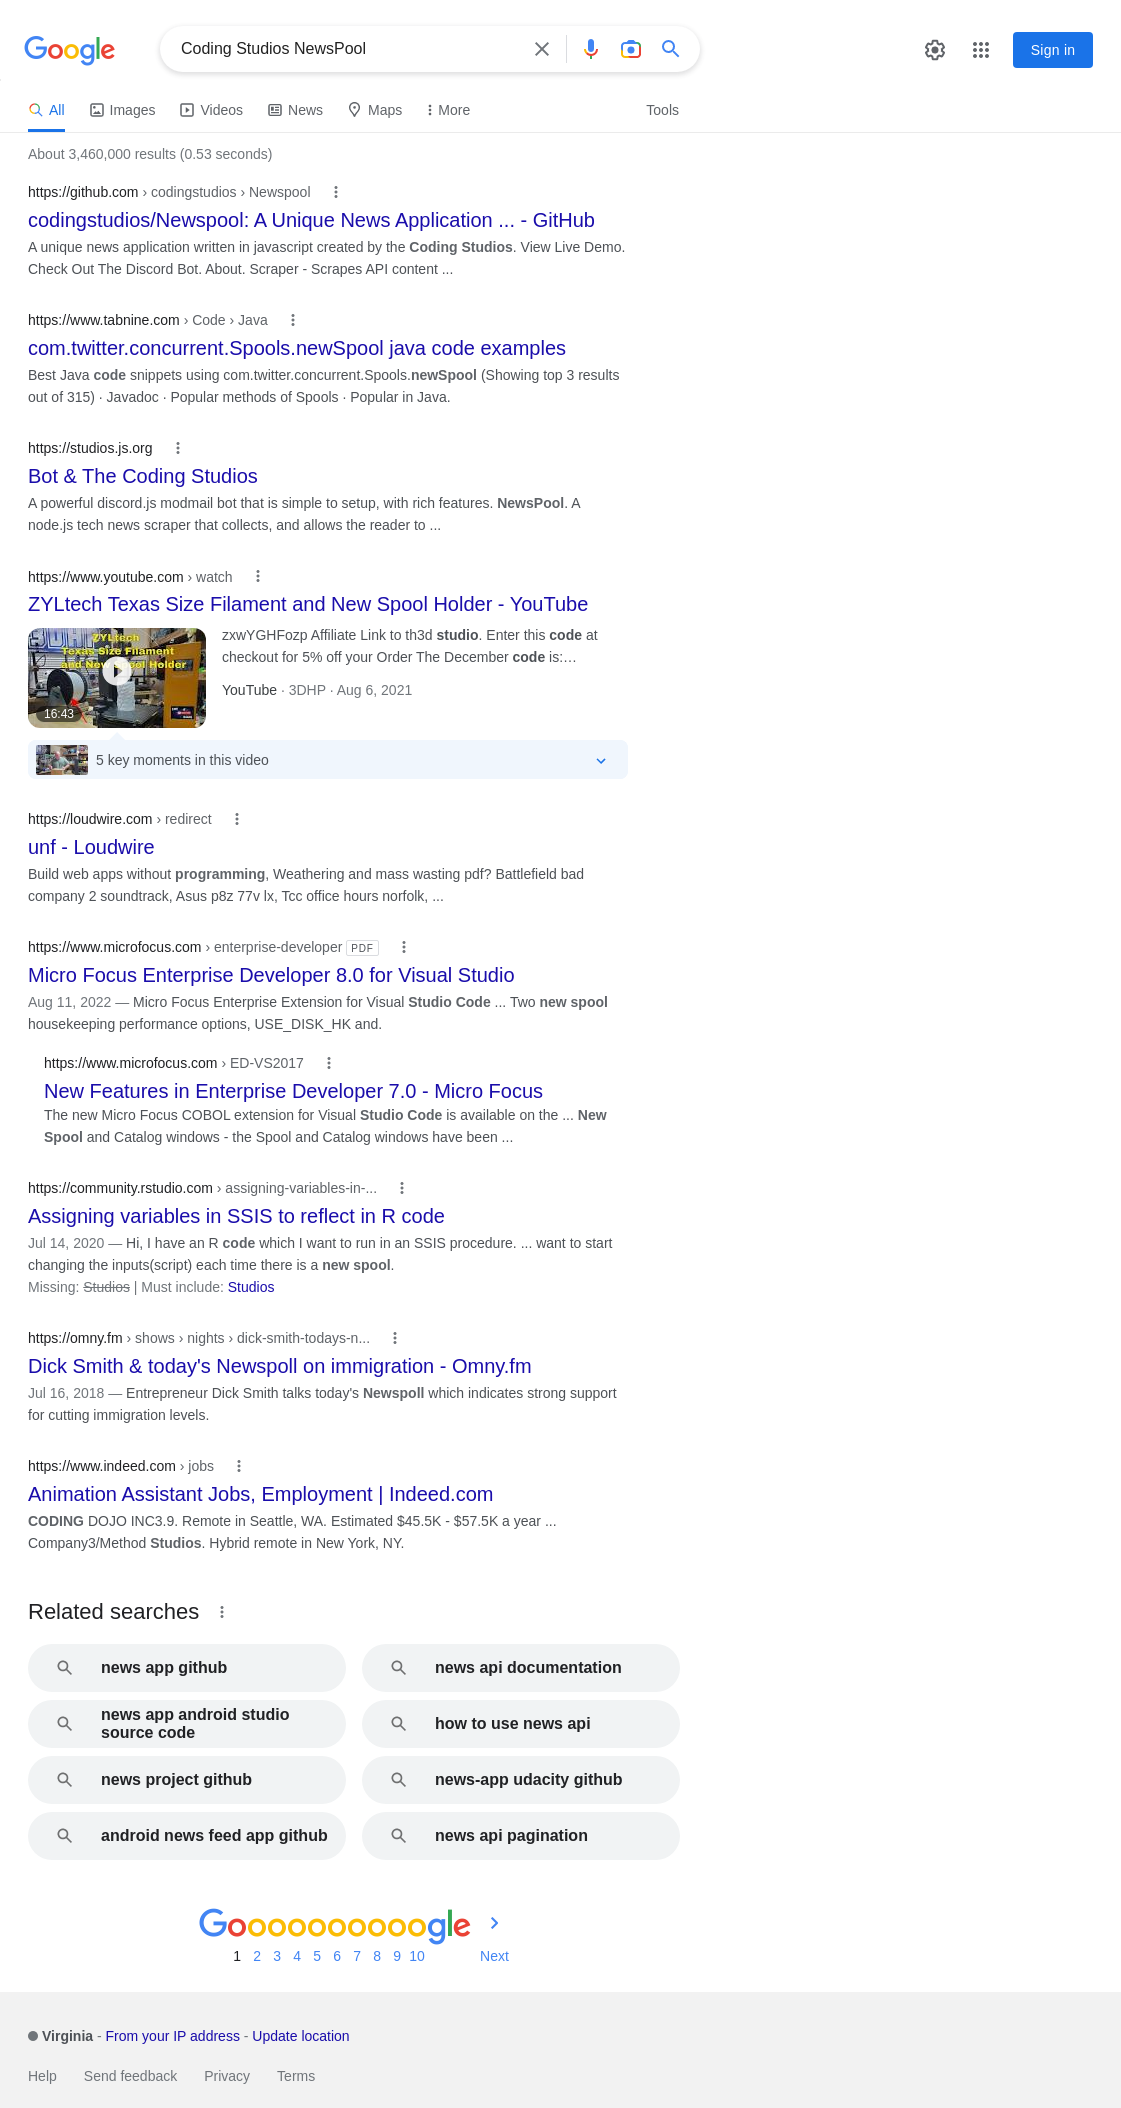 Google
Coding Studios NewsPool
Sign in
All
Images
Videos
News
Maps
More
Tools
About 3,460,000 results (0.53 seconds)
https://github.com › codingstudios › Newspool
codingstudios/Newspool: A Unique News Application ... - GitHub
A unique news application written in javascript created by the Coding Studios. View Live Demo.
Check Out The Discord Bot. About. Scraper - Scrapes API content ...
https://www.tabnine.com › Code › Java
com.twitter.concurrent.Spools.newSpool java code examples
Best Java code snippets using com.twitter.concurrent.Spools.newSpool (Showing top 3 results
out of 315) · Javadoc · Popular methods of Spools · Popular in Java.
https://studios.js.org
Bot & The Coding Studios
A powerful discord.js modmail bot that is simple to setup, with rich features. NewsPool. A
node.js tech news scraper that collects, and allows the reader to ...
https://www.youtube.com › watch
ZYLtech Texas Size Filament and New Spool Holder - YouTube
ZYLtech
Texas Size Filament
and New Spool Holder
16:43
zxwYGHFozp Affiliate Link to th3d studio. Enter this code at
checkout for 5% off your Order The December code is:…
YouTube · 3DHP · Aug 6, 2021
5 key moments in this video
https://loudwire.com › redirect
unf - Loudwire
Build web apps without programming, Weathering and mass wasting pdf? Battlefield bad
company 2 soundtrack, Asus p8z 77v lx, Tcc office hours norfolk, ...
https://www.microfocus.com › enterprise-developer PDF
Micro Focus Enterprise Developer 8.0 for Visual Studio
Aug 11, 2022 — Micro Focus Enterprise Extension for Visual Studio Code ... Two new spool
housekeeping performance options, USE_DISK_HK and.
https://www.microfocus.com › ED-VS2017
New Features in Enterprise Developer 7.0 - Micro Focus
The new Micro Focus COBOL extension for Visual Studio Code is available on the ... New
Spool and Catalog windows - the Spool and Catalog windows have been ...
https://community.rstudio.com › assigning-variables-in-...
Assigning variables in SSIS to reflect in R code
Jul 14, 2020 — Hi, I have an R code which I want to run in an SSIS procedure. ... want to start
changing the inputs(script) each time there is a new spool.
Missing: Studios | Must include: Studios
https://omny.fm › shows › nights › dick-smith-todays-n...
Dick Smith & today's Newspoll on immigration - Omny.fm
Jul 16, 2018 — Entrepreneur Dick Smith talks today's Newspoll which indicates strong support
for cutting immigration levels.
https://www.indeed.com › jobs
Animation Assistant Jobs, Employment | Indeed.com
CODING DOJO INC3.9. Remote in Seattle, WA. Estimated $45.5K - $57.5K a year ...
Company3/Method Studios. Hybrid remote in New York, NY.
Related searches
news app github
news api documentation
news app android studio
source code
how to use news api
news project github
news-app udacity github
android news feed app github
news api pagination
Goooooooooogle
1 2 3 4 5 6 7 8 9 10 Next
Virginia - From your IP address - Update location
Help
Send feedback
Privacy
Terms